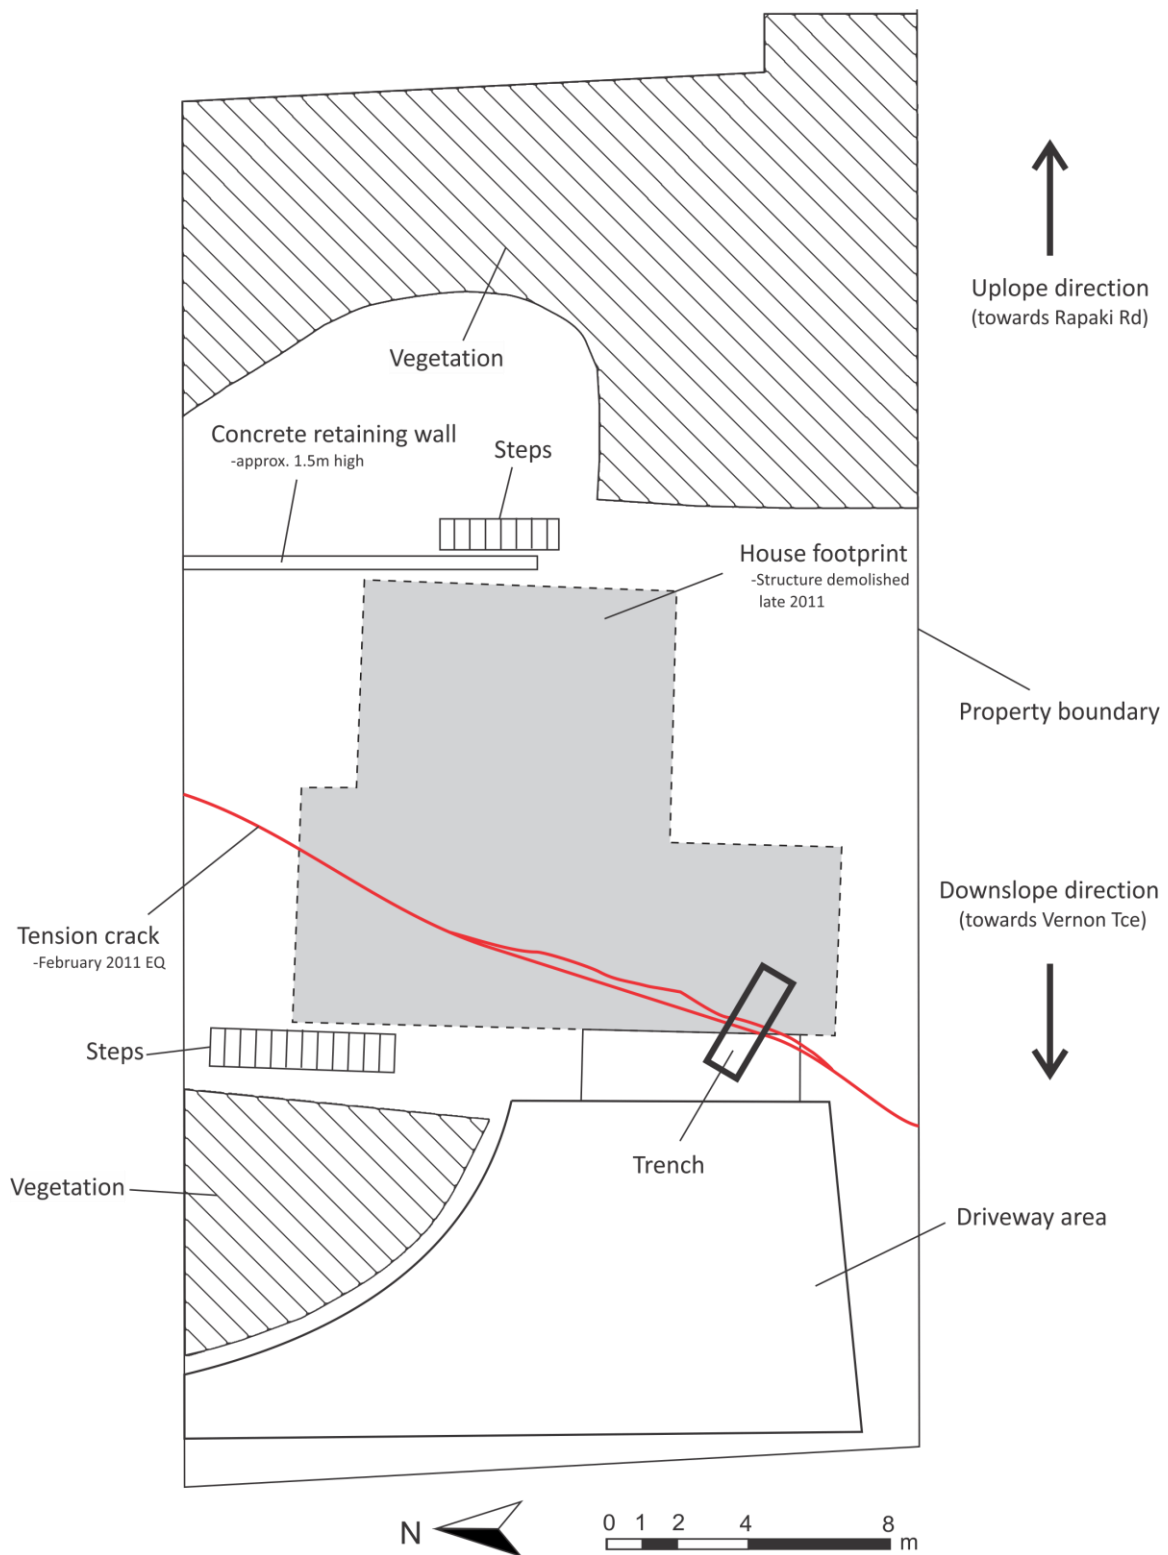 Uplope direction
(towards Rapaki Rd)
Vegetation
Concrete retaining wall
-approx. 1.5m high
Steps
House footprint
-Structure demolished
late 2011
Property boundary
Downslope direction
(towards Vernon Tce)
Tension crack
-February 2011 EQ
Steps
Trench
Vegetation
Driveway area
N
0 1 2 4 8
m